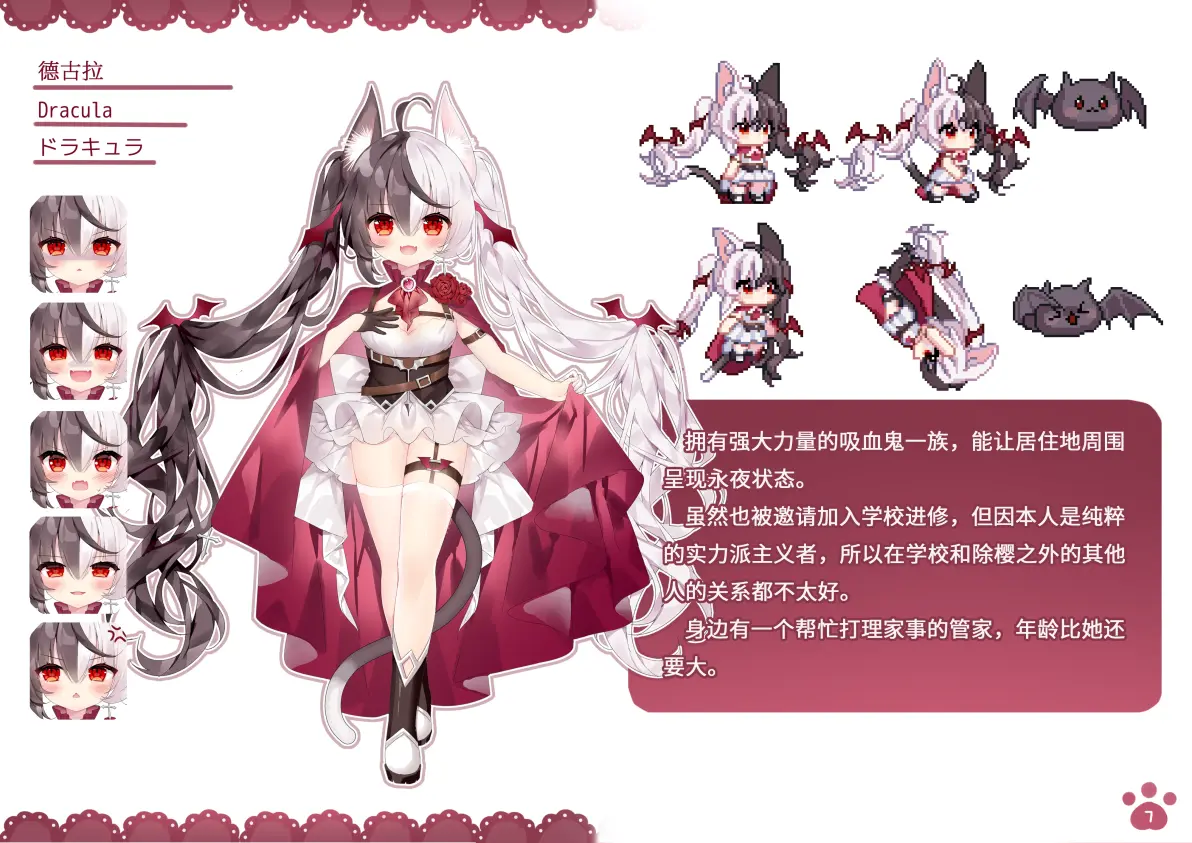 德古拉
Dracula
ドラキュラ
拥有强大力量的吸血鬼一族，能让居住地周围
呈现永夜状态。
虽然也被邀请加入学校进修，但因本人是纯粹
的实力派主义者，所以在学校和除樱之外的其他
人的关系都不太好。
身边有一个帮忙打理家事的管家，年龄比她还
要大。
7